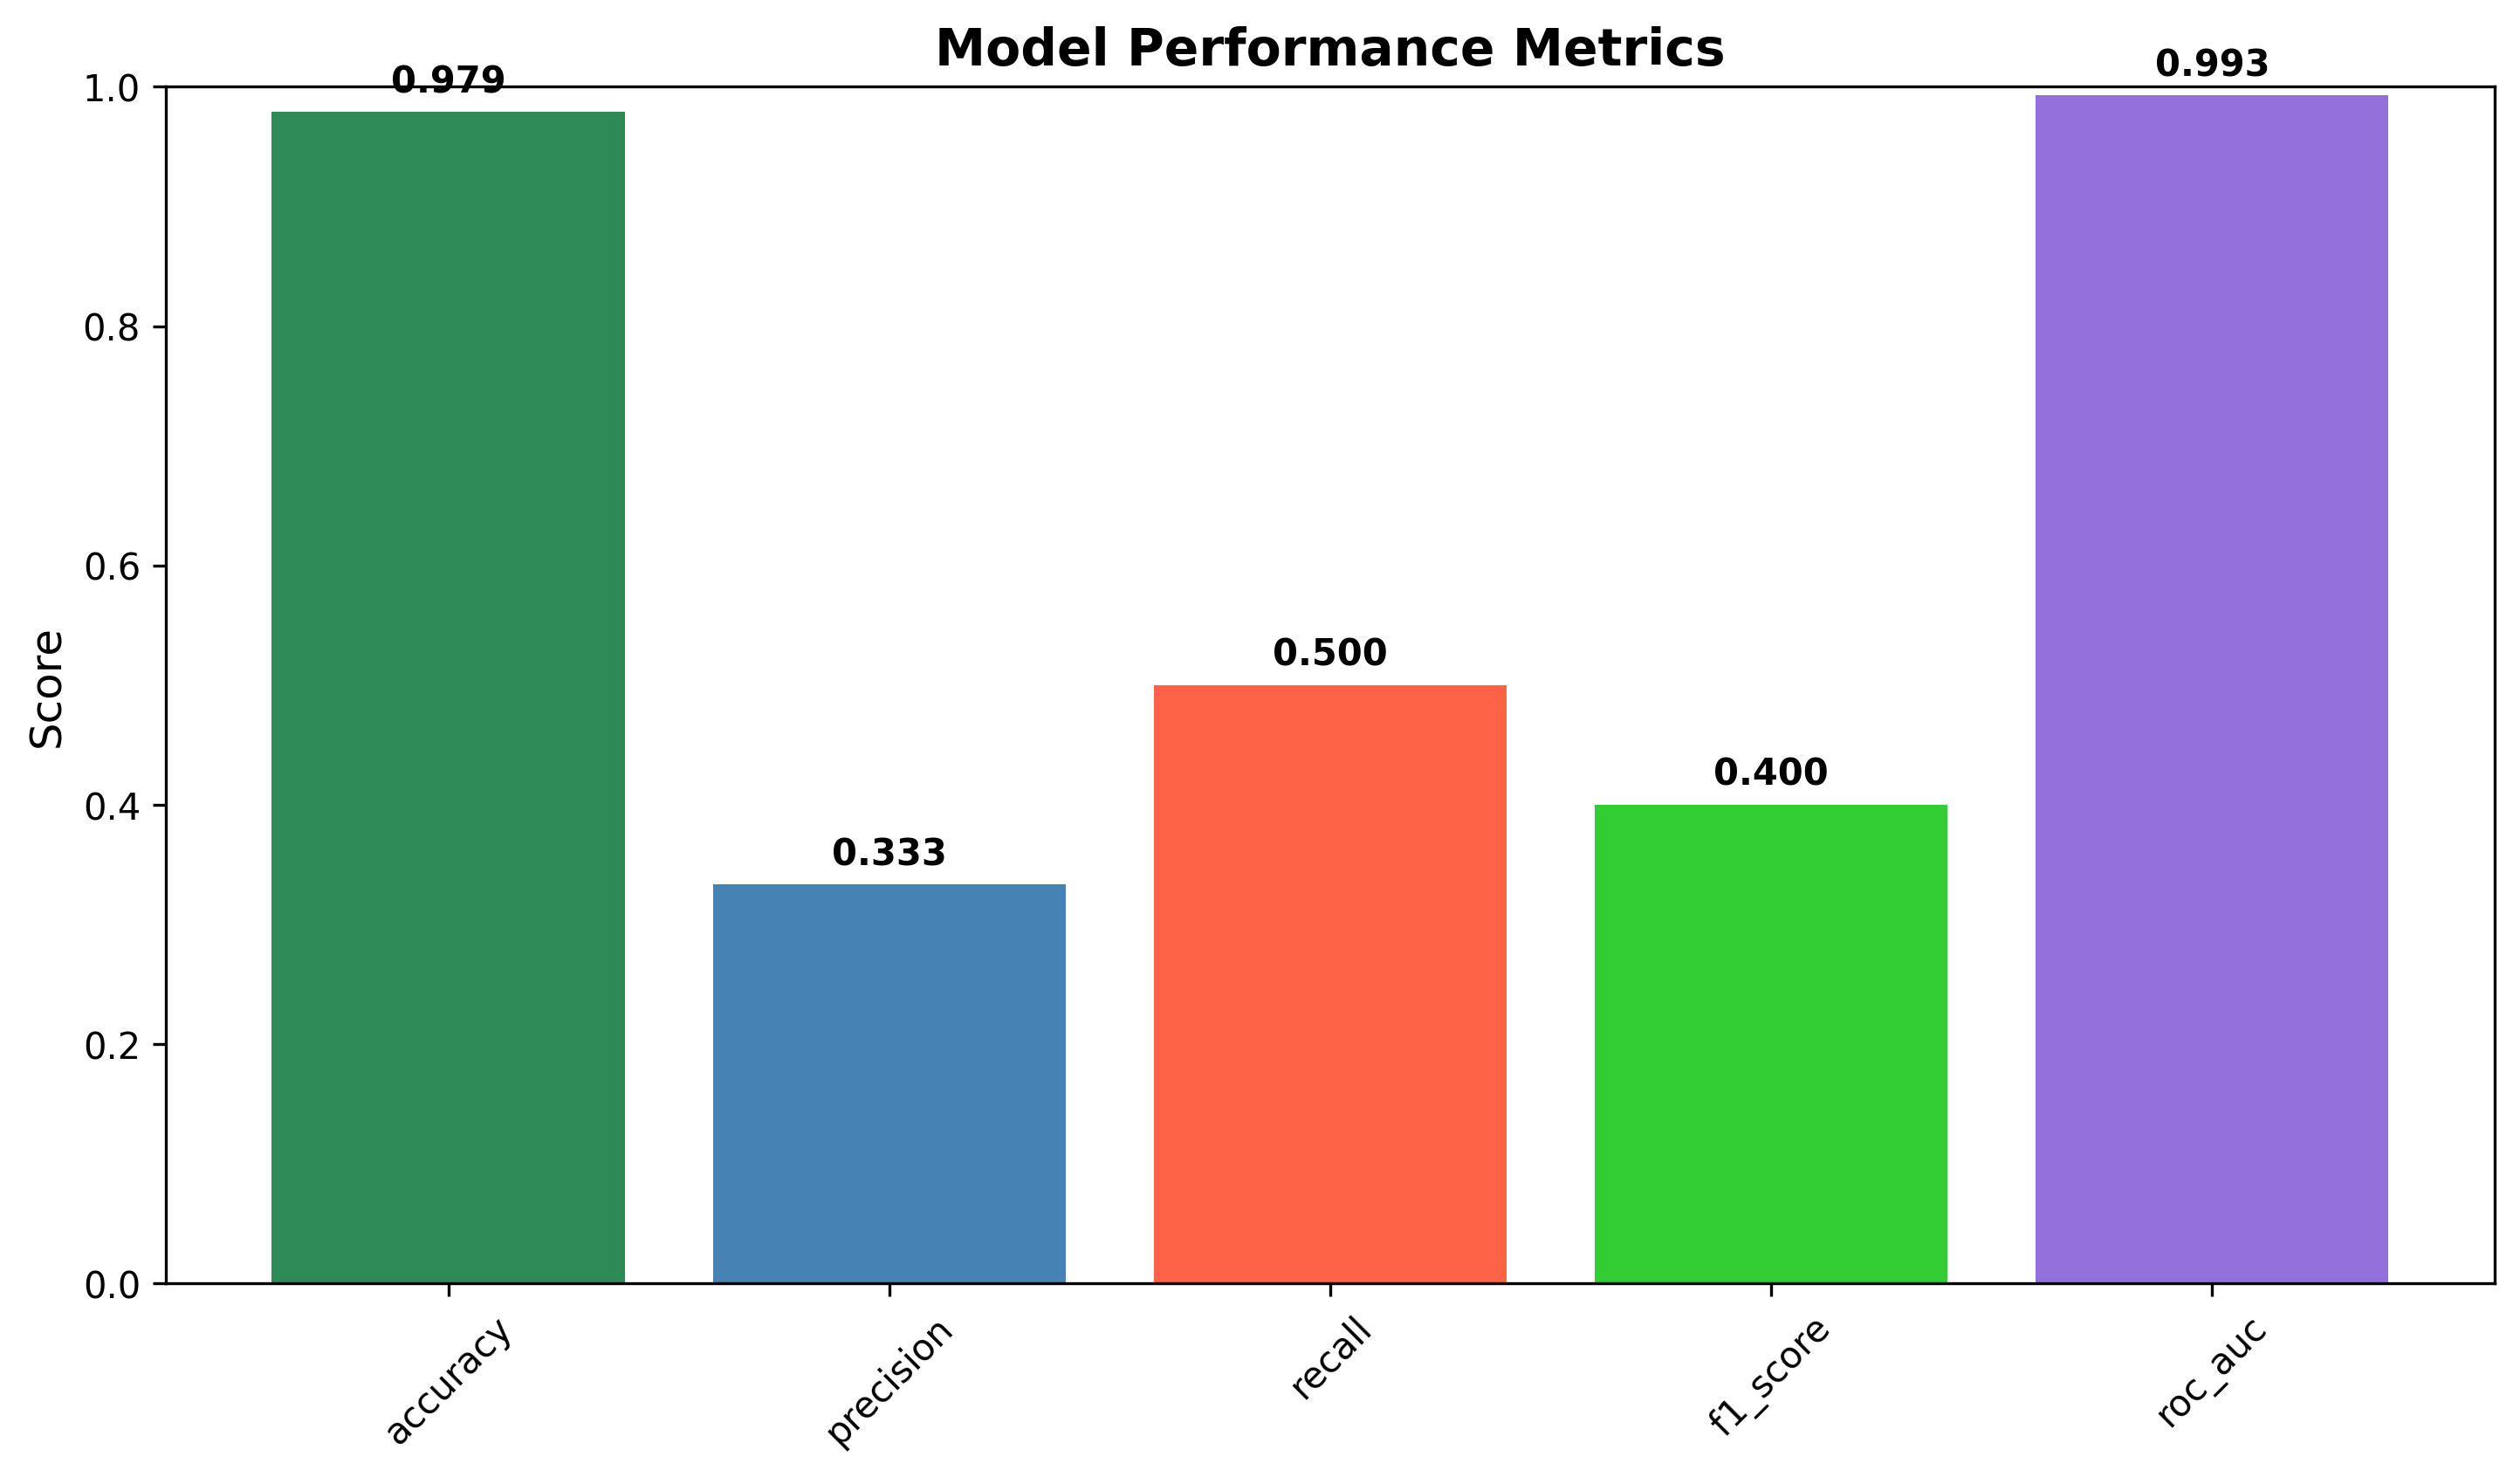 Model Performance Metrics
0.979
0.993
1.0
0.8
0.6
0.500
Score
0.400
0.4
0.333
0.2
0.0
accuracy
precision
recall
f1_score
roc_auc